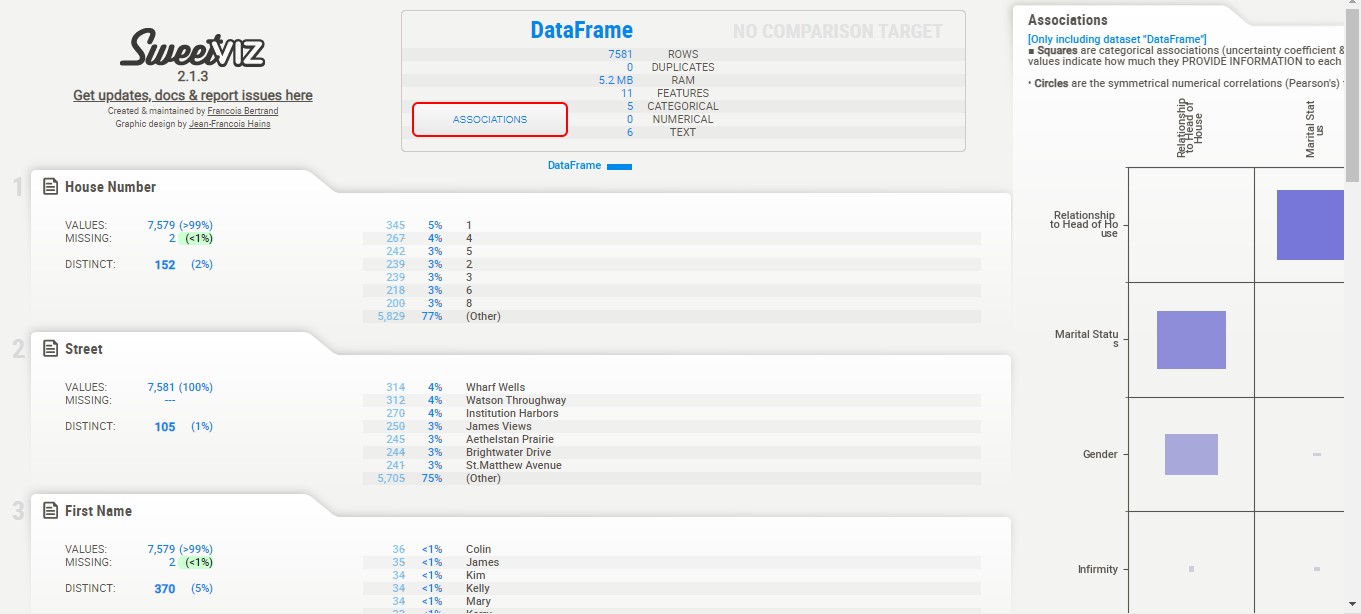 SweetVIZ
2.1.3
Get updates, docs & report issues here
Created & maintained by Francois Bertrand
Graphic design by Jean-Francois Hains
DataFrame
NO COMPARISON TARGET
7581 ROWS
0 DUPLICATES
5.2 MB RAM
11 FEATURES
5 CATEGORICAL
0 NUMERICAL
6 TEXT
ASSOCIATIONS
DataFrame
1
House Number
VALUES: 7,579 (>99%)
MISSING: 2 (<1%)
DISTINCT: 152 (2%)
345 5% 1
267 4% 4
242 3% 5
239 3% 2
239 3% 3
218 3% 6
200 3% 8
5,829 77% (Other)
2
Street
VALUES: 7,581 (100%)
MISSING: ---
DISTINCT: 105 (1%)
314 4% Wharf Wells
312 4% Watson Throughway
270 4% Institution Harbors
250 3% James Views
245 3% Aethelstan Prairie
244 3% Brightwater Drive
241 3% St.Matthew Avenue
5,705 75% (Other)
3
First Name
VALUES: 7,579 (>99%)
MISSING: 2 (<1%)
DISTINCT: 370 (5%)
36 <1% Colin
35 <1% James
34 <1% Kim
34 <1% Kelly
34 <1% Mary
Associations
[Only including dataset "DataFrame"]
■ Squares are categorical associations (uncertainty coefficient &
values indicate how much they PROVIDE INFORMATION to each
• Circles are the symmetrical numerical correlations (Pearson's)
Relationship
to Head of
House
Marital Stat
us
Relationship
to Head of Ho
use
Marital Statu
s
Gender
Infirmity